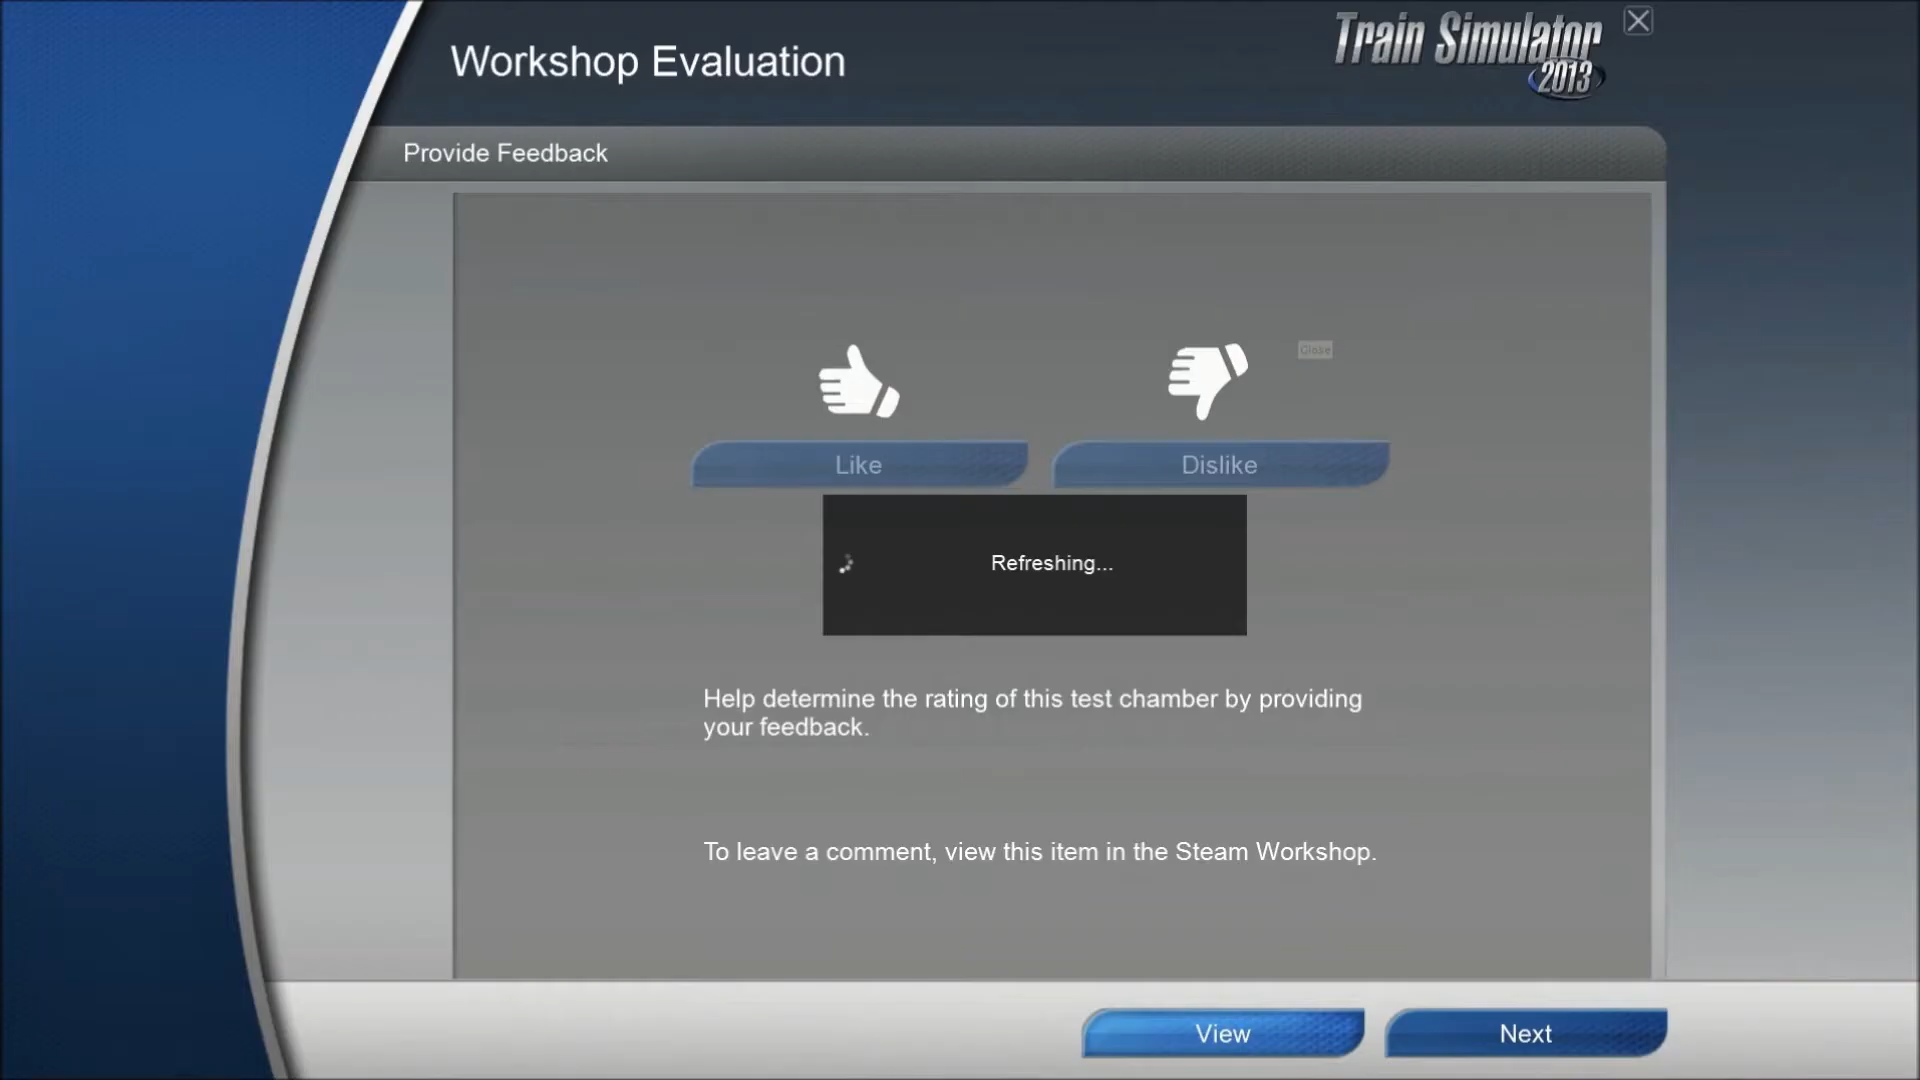 Workshop Evaluation
Train Simulator
2013
Provide Feedback
Close
Like
Dislike
Refreshing...
Help determine the rating of this test chamber by providing
your feedback.
To leave a comment, view this item in the Steam Workshop.
View
Next